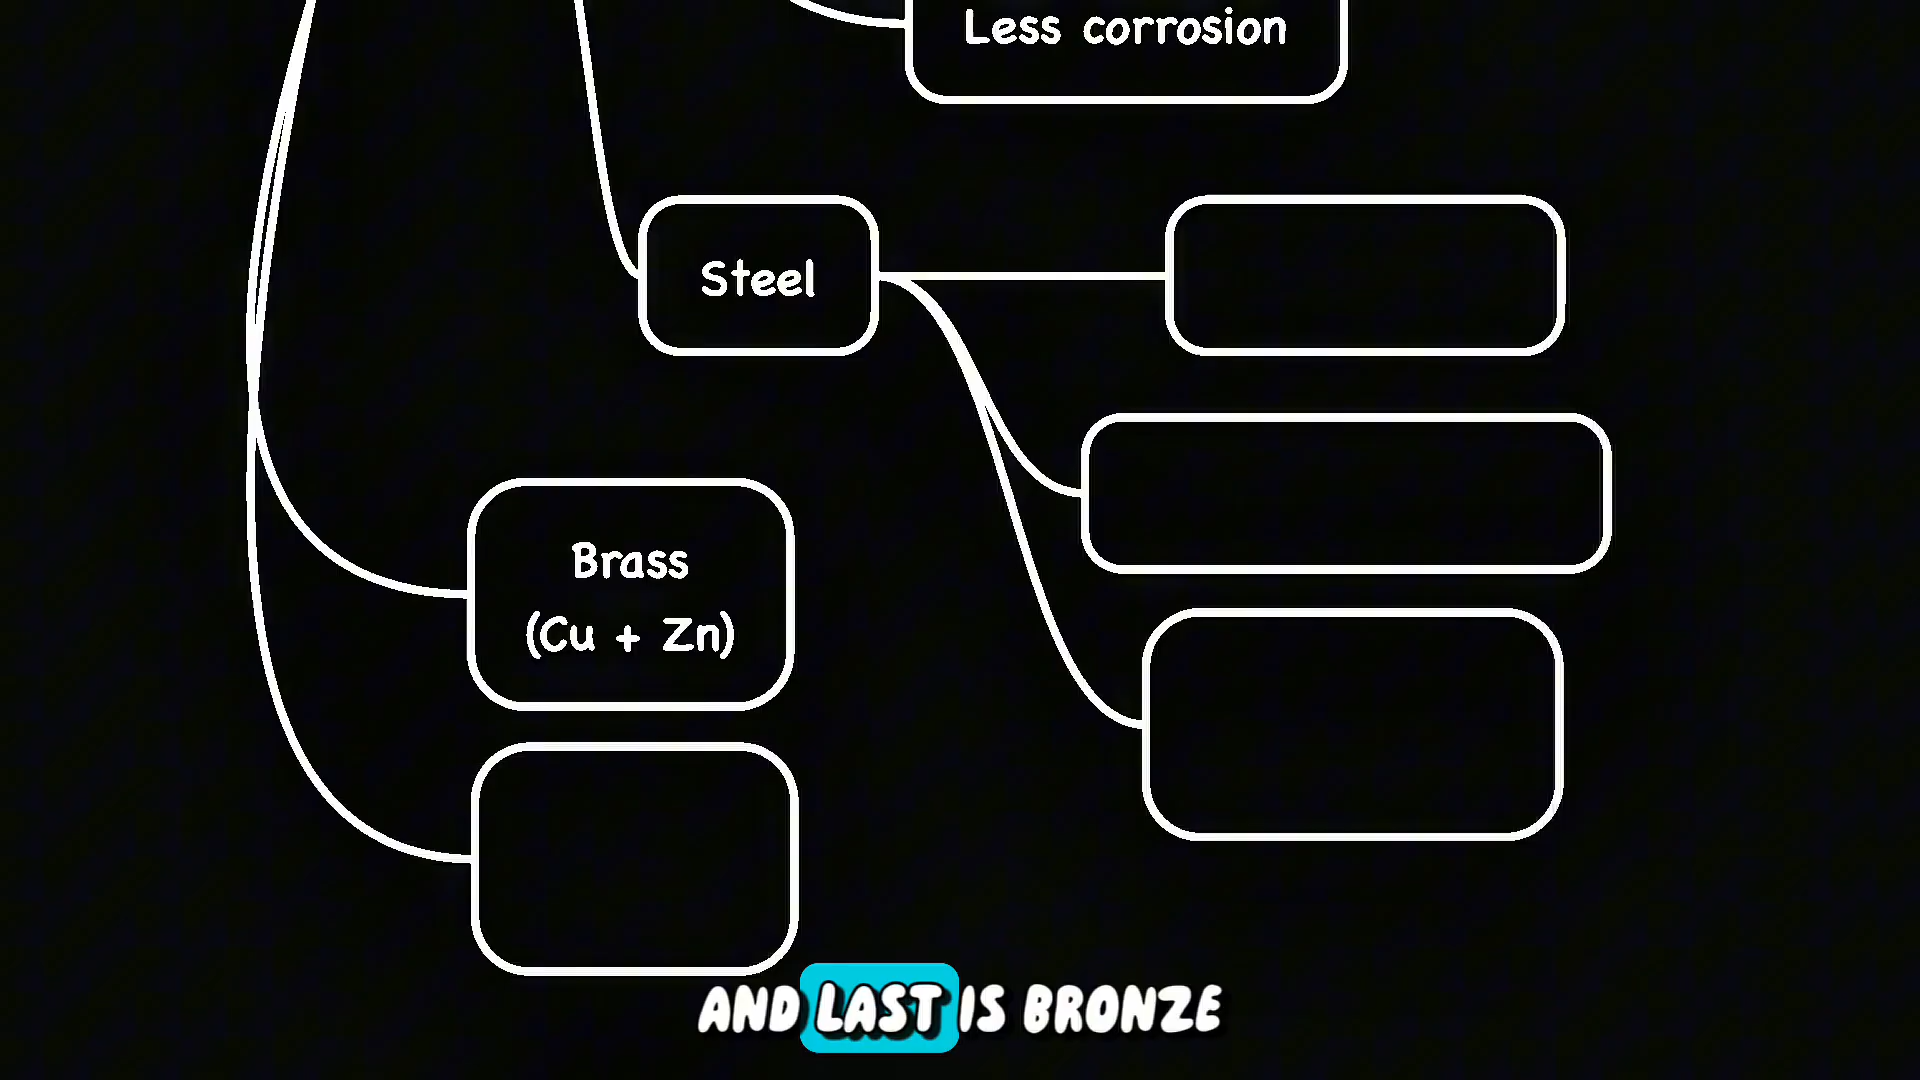 Less corrosion
Steel
Brass
(Cu + Zn)
AND LAST IS BRONZE